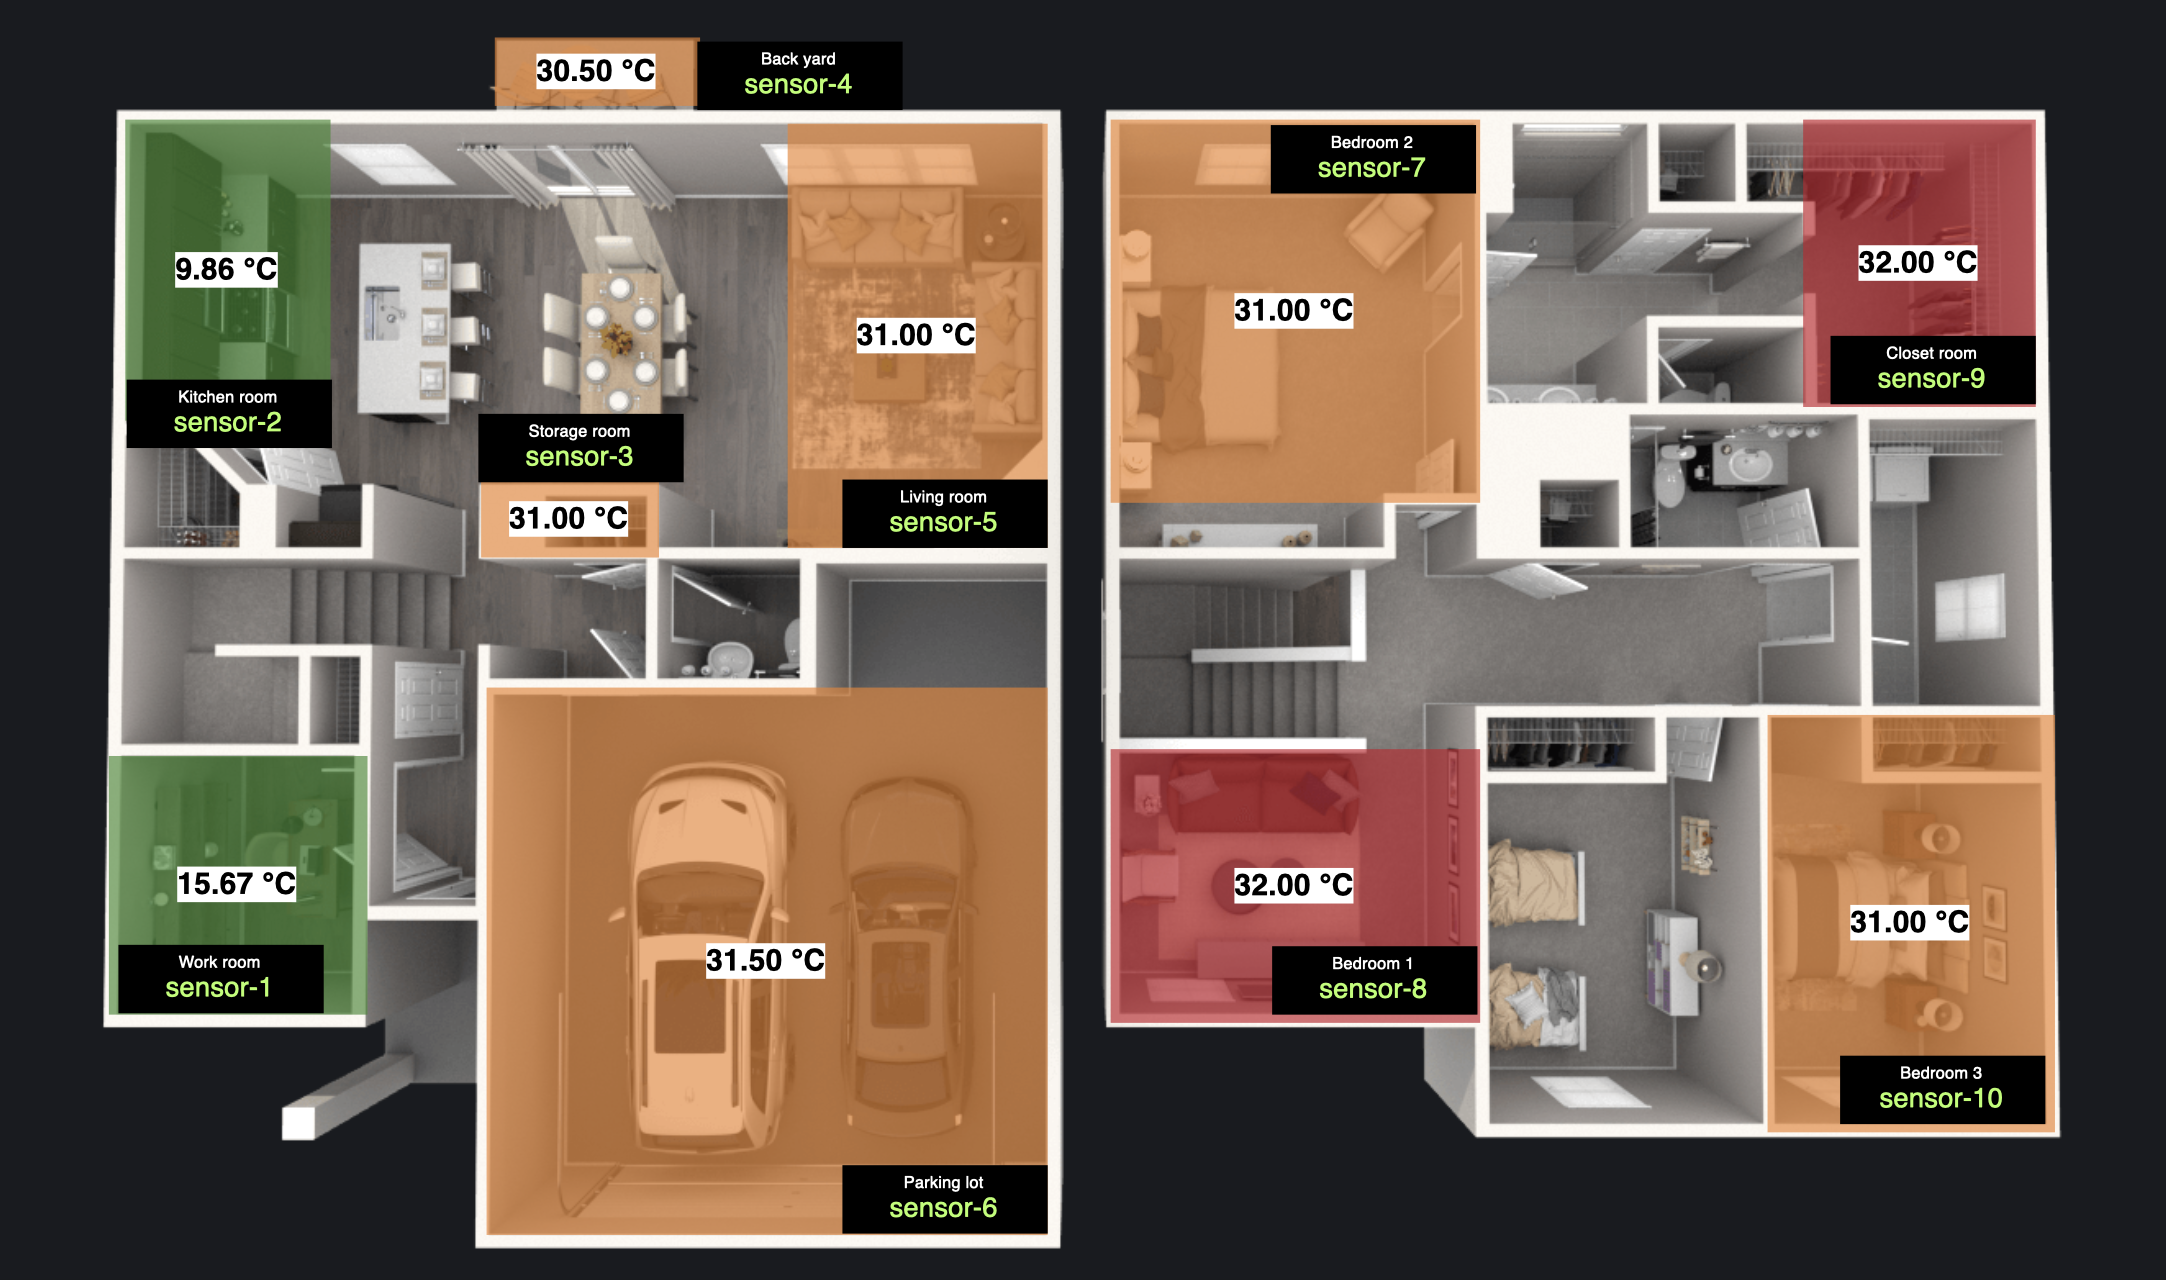 30.50 °C
Back yard
sensor-4
9.86 °C
Kitchen room
sensor-2
Storage room
sensor-3
31.00 °C
31.00 °C
Living room
sensor-5
15.67 °C
Work room
sensor-1
31.50 °C
Parking lot
sensor-6
Bedroom 2
sensor-7
31.00 °C
32.00 °C
Closet room
sensor-9
32.00 °C
Bedroom 1
sensor-8
31.00 °C
Bedroom 3
sensor-10